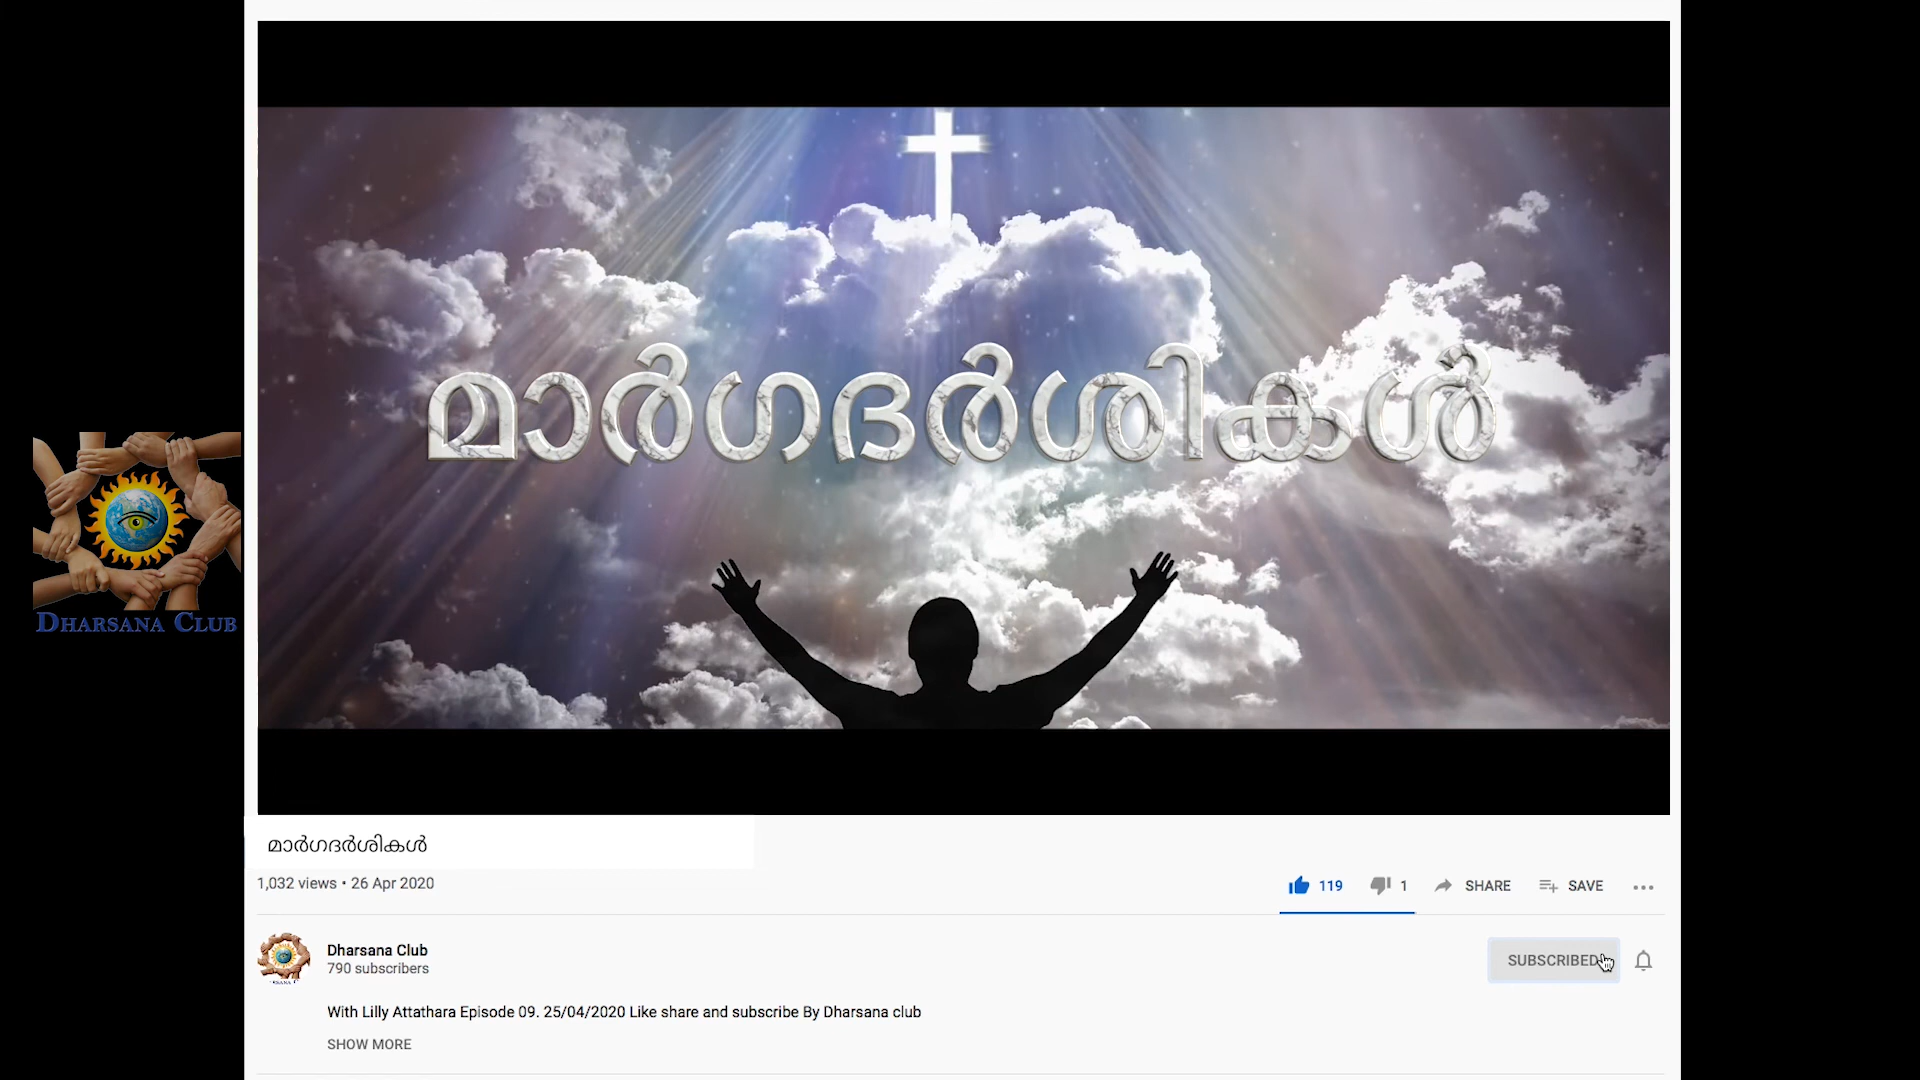 മാർഗദർശികൾ
DHARSANA CLUB
മാർഗദർശികൾ
1,032 views • 26 Apr 2020
119 1 SHARE SAVE
Dharsana Club
790 subscribers
SUBSCRIBED
With Lilly Attathara Episode 09. 25/04/2020 Like share and subscribe By Dharsana club
SHOW MORE